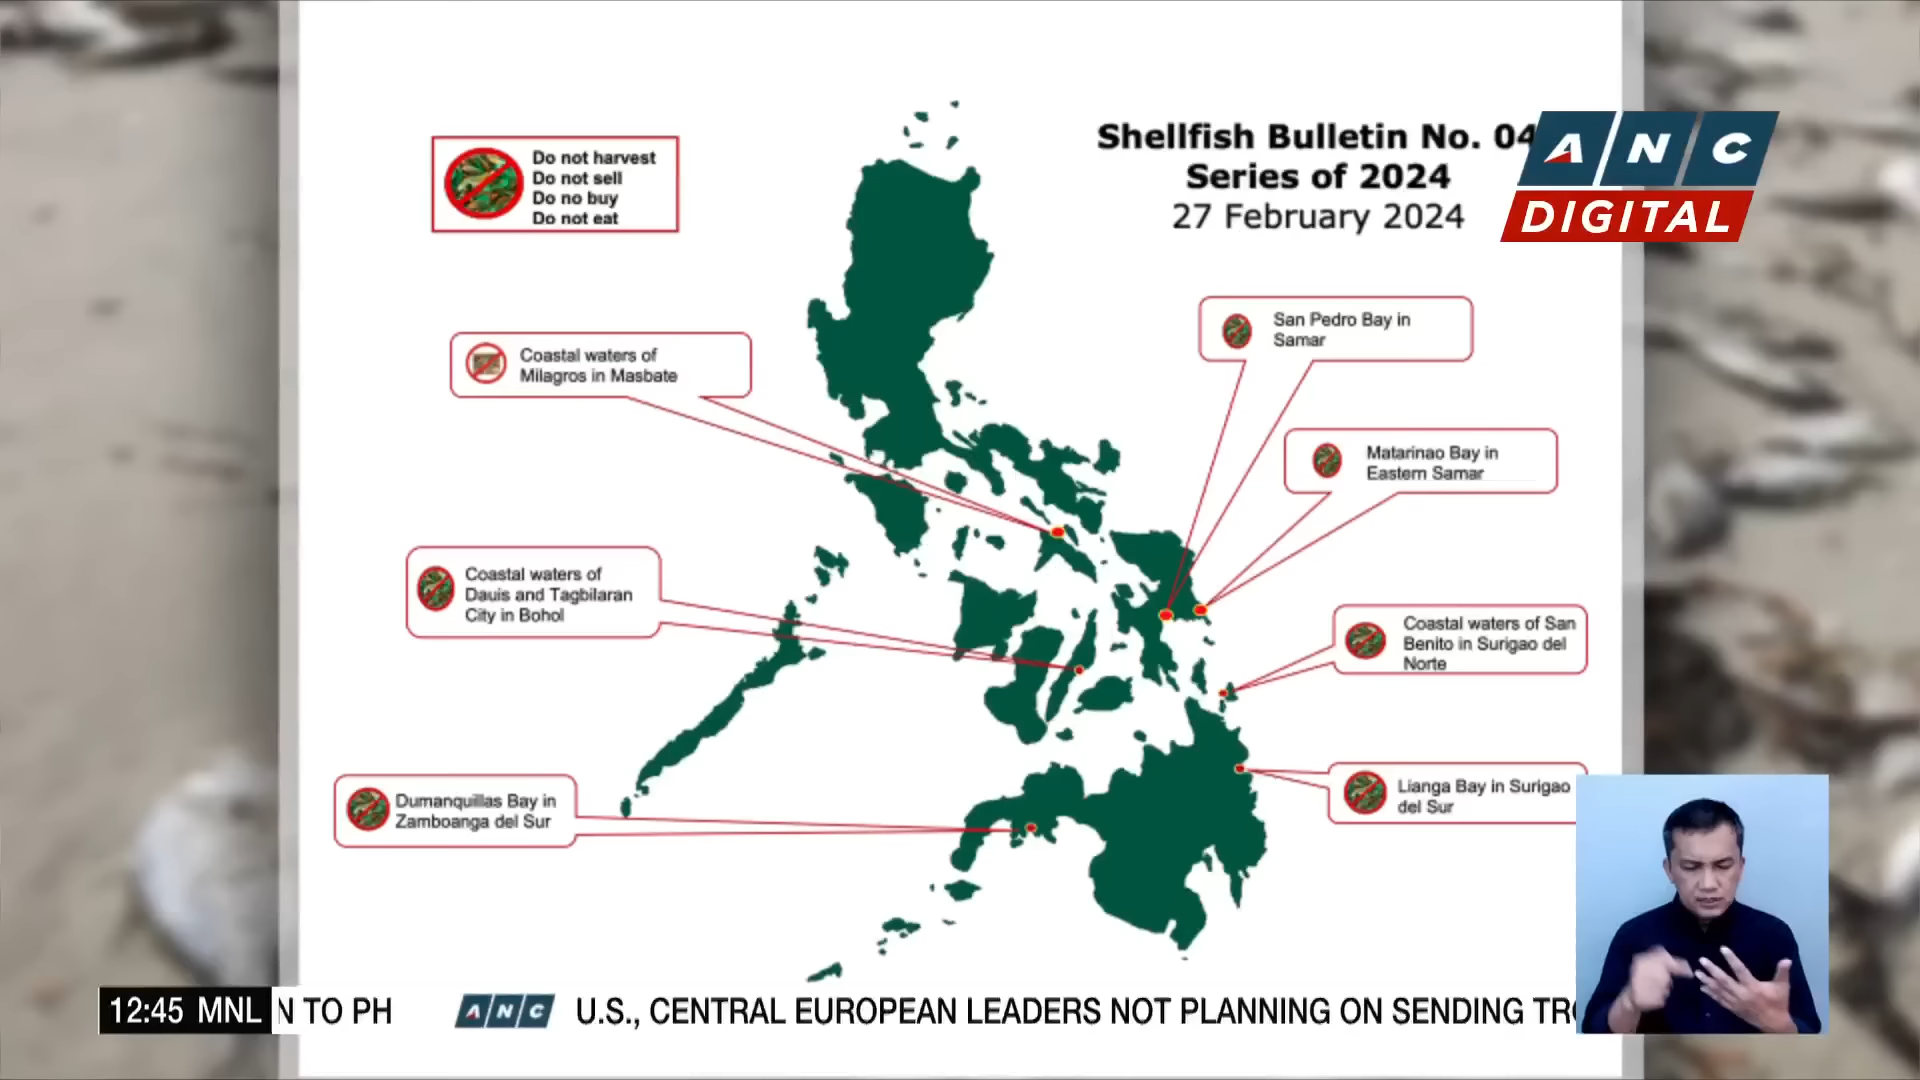 Do not harvest
Do not sell
Do no buy
Do not eat
Shellfish Bulletin No. 04
Series of 2024
27 February 2024
ANC
DIGITAL
San Pedro Bay in
Samar
Coastal waters of
Milagros in Masbate
Matarinao Bay in
Eastern Samar
Coastal waters of
Dauis and Tagbilaran
City in Bohol
Coastal waters of San
Benito in Surigao del
Norte
Lianga Bay in Surigao
del Sur
Dumanquillas Bay in
Zamboanga del Sur
12:45 MNL N TO PH ANC U.S., CENTRAL EUROPEAN LEADERS NOT PLANNING ON SENDING